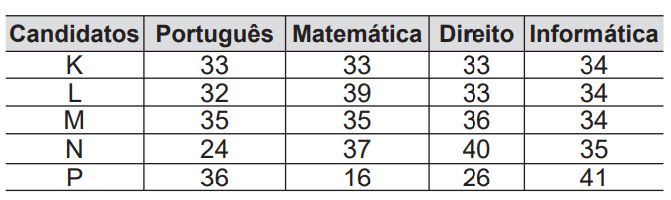 Candidatos Português Matemática Direito Informática
K 33 33 33 34
L 32 39 33 34
M 35 35 36 34
N 24 37 40 35
P 36 16 26 41